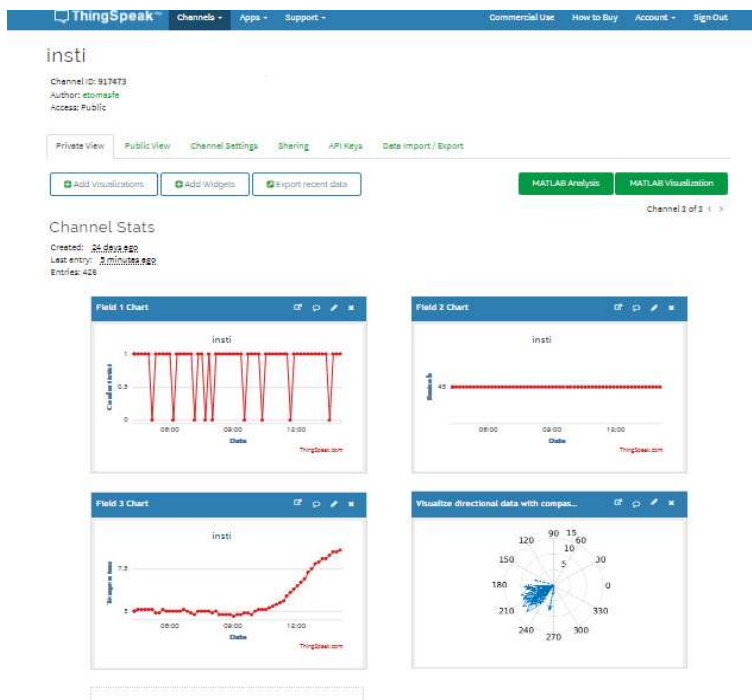 ThingSpeak™ Channels Apps Support Commercial Use How to Buy Account Sign Out
insti
Channel ID: 917473
Author: etomasfe
Access: Public
Private View Public View Channel Settings Sharing API Keys Data Import / Export
Add Visualizations Add Widgets Export recent data MATLAB Analysis MATLAB Visualization
Channel 3 of 3 < >
Channel Stats
Created: 24 days ago
Last entry: 5 minutes ago
Entries: 426
Field 1 Chart
insti
1
0.5
0
06:00 09:00 12:00
Date
ThingSpeak.com
Field 2 Chart
insti
45
06:00 09:00 12:00
Date
ThingSpeak.com
Field 3 Chart
insti
7.5
5
06:00 09:00 12:00
Date
ThingSpeak.com
Visualize directional data with compas...
90 15
120 60
10
150 5 30
180 0
210 330
240 300
270